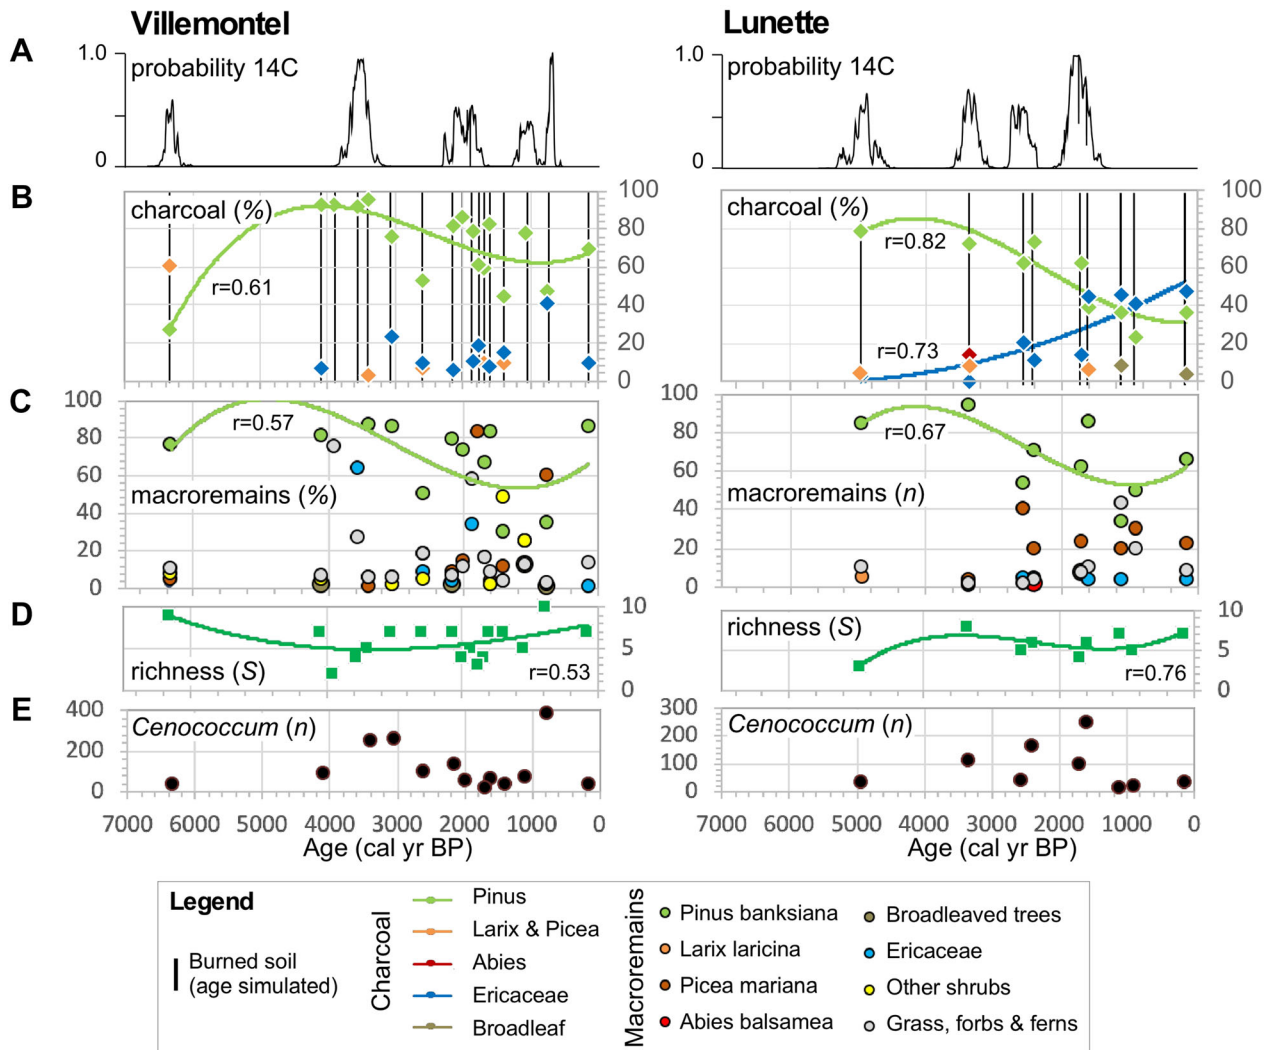 Villemontel
Lunette
A
1.0
probability 14C
0
1.0
probability 14C
0
B
charcoal (%)
r=0.61
100
80
60
40
20
0
charcoal (%)
r=0.82
r=0.73
100
80
60
40
20
0
C
100
80
60
40
20
0
r=0.57
macroremains (%)
100
80
60
40
20
0
r=0.67
macroremains (n)
D
richness (S)
r=0.53
10
5
0
richness (S)
r=0.76
10
5
0
E
400
200
0
Cenococcum (n)
300
200
100
0
Cenococcum (n)
7000 6000 5000 4000 3000 2000 1000 0
Age (cal yr BP)
7000 6000 5000 4000 3000 2000 1000 0
Age (cal yr BP)
Legend
Burned soil
(age simulated)
Charcoal
Pinus
Larix & Picea
Abies
Ericaceae
Broadleaf
Macroremains
Pinus banksiana
Larix laricina
Picea mariana
Abies balsamea
Broadleaved trees
Ericaceae
Other shrubs
Grass, forbs & ferns